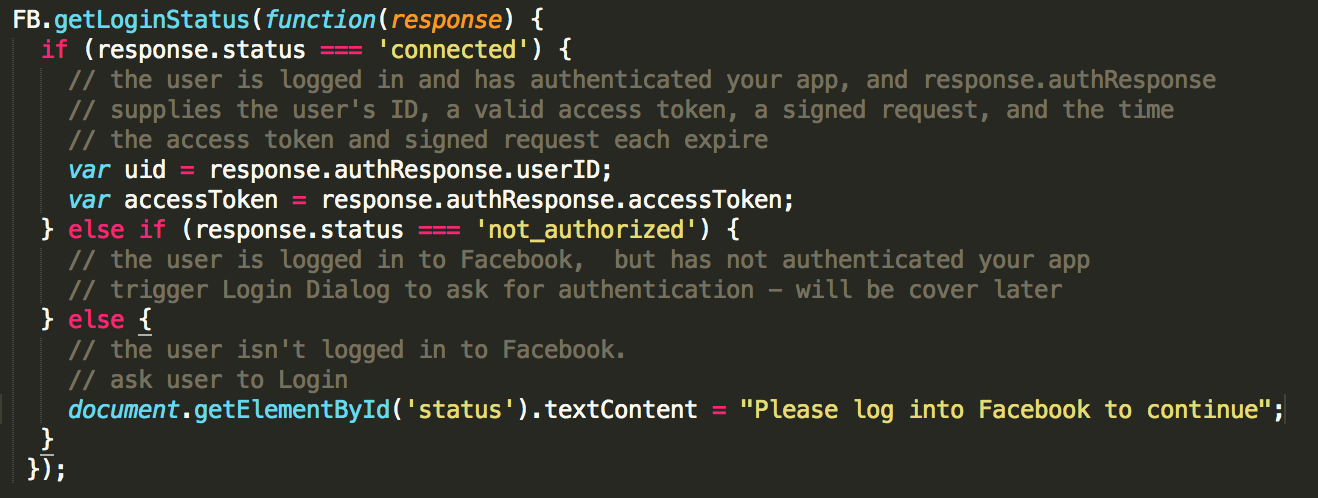 FB.getLoginStatus(function(response) {
if (response.status === 'connected') {
// the user is logged in and has authenticated your app, and response.authResponse
// supplies the user's ID, a valid access token, a signed request, and the time
// the access token and signed request each expire
var uid = response.authResponse.userID;
var accessToken = response.authResponse.accessToken;
} else if (response.status === 'not_authorized') {
// the user is logged in to Facebook,  but has not authenticated your app
// trigger Login Dialog to ask for authentication – will be cover later
} else {
// the user isn't logged in to Facebook.
// ask user to Login
document.getElementById('status').textContent = "Please log into Facebook to continue";
}
});